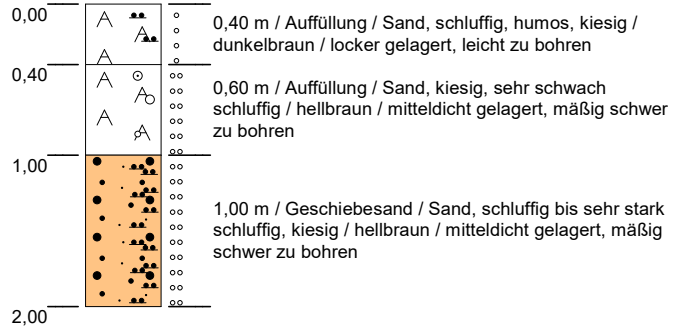 0,00
0,40 m / Auffüllung / Sand, schluffig, humos, kiesig /
dunkelbraun / locker gelagert, leicht zu bohren
0,40
0,60 m / Auffüllung / Sand, kiesig, sehr schwach
schluffig / hellbraun / mitteldicht gelagert, mäßig schwer
zu bohren
1,00
1,00 m / Geschiebesand / Sand, schluffig bis sehr stark
schluffig, kiesig / hellbraun / mitteldicht gelagert, mäßig
schwer zu bohren
2,00